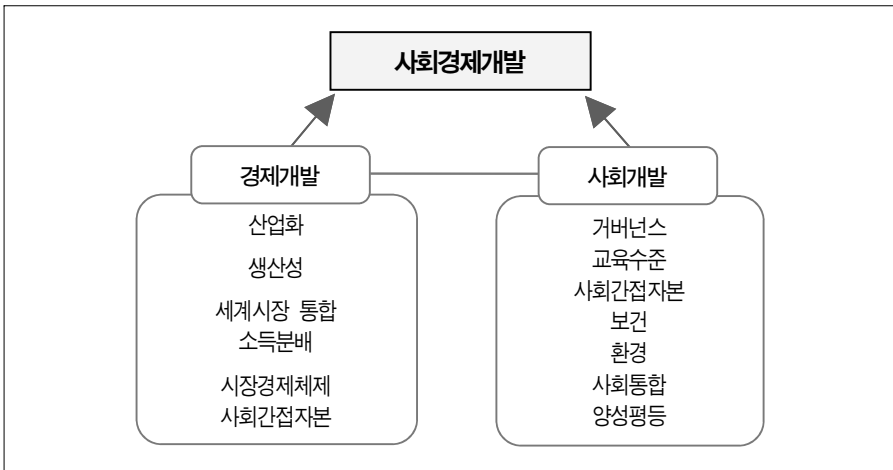 사회경제개발
경제개발
산업화
생산성
세계시장 통합
소득분배
시장경제체제
사회간접자본
사회개발
거버넌스
교육수준
사회간접자본
보건
환경
사회통합
양성평등